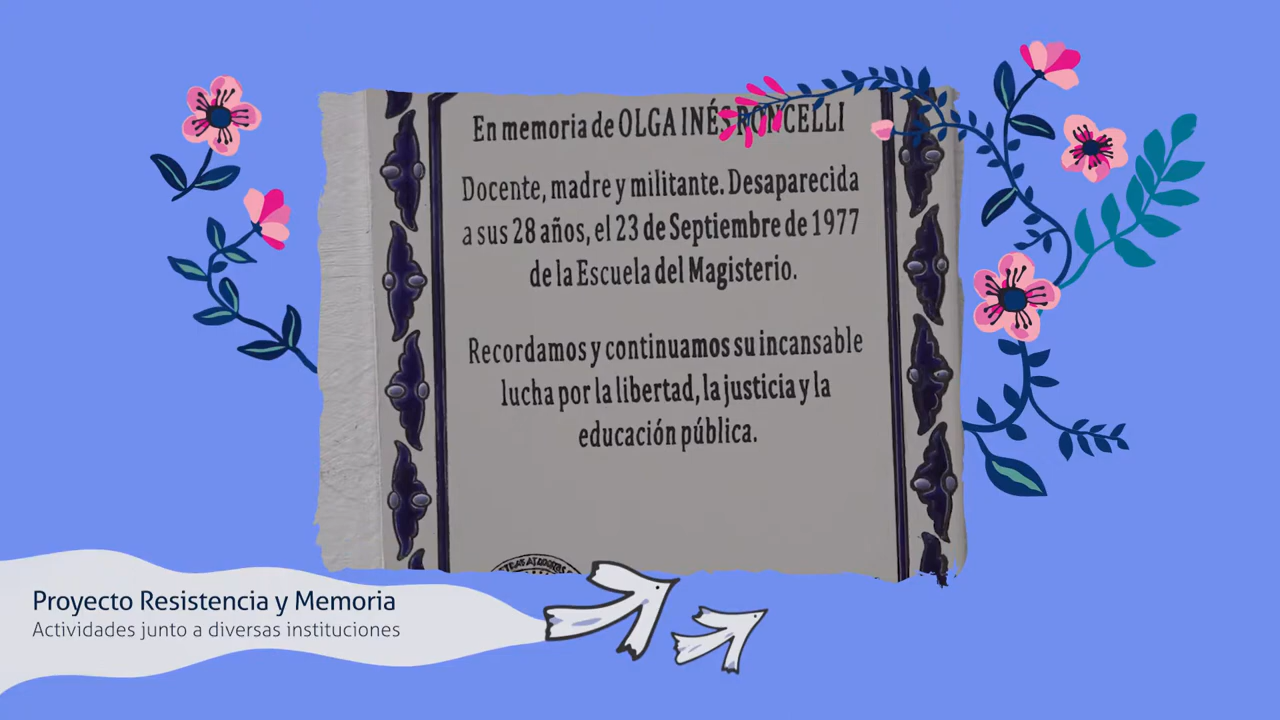 En memoria de OLGA INÉS RONCELLI
Docente, madre y militante. Desaparecida
a sus 28 años, el 23 de Septiembre de 1977
de la Escuela del Magisterio.
Recordamos y continuamos su incansable
lucha por la libertad, la justicia y la
educación pública.
Proyecto Resistencia y Memoria
Actividades junto a diversas instituciones